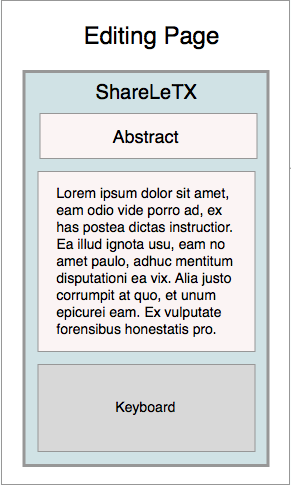 Editing Page
ShareLeTX
Abstract
Lorem ipsum dolor sit amet,
eam odio vide porro ad, ex
has postea dictas instructior.
Ea illud ignota usu, eam no
amet paulo, adhuc mentitum
disputationi ea vix. Alia justo
corrumpit at quo, et unum
epicurei eam. Ex vulputate
forensibus honestatis pro.
Keyboard